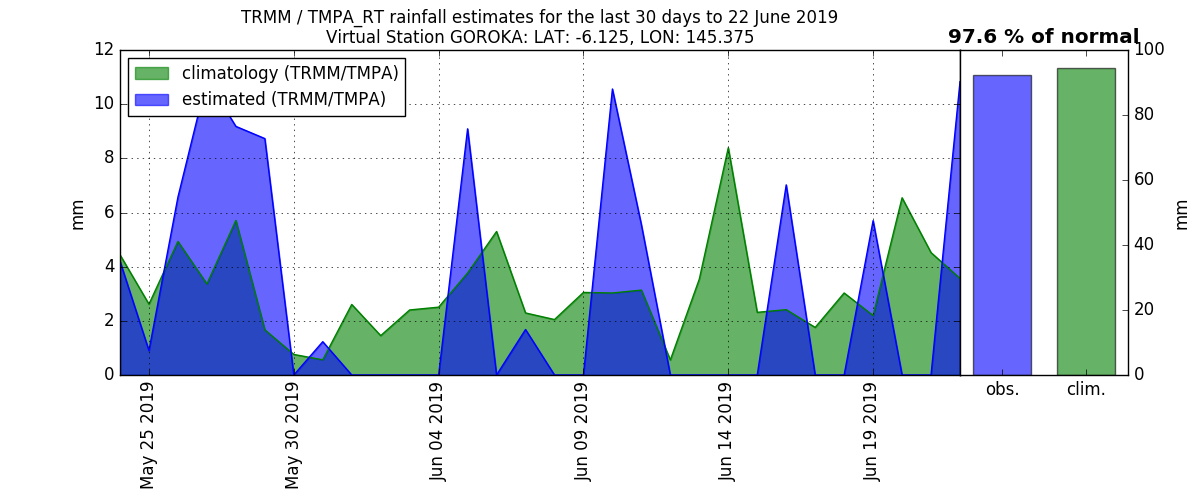 TRMM / TMPA_RT rainfall estimates for the last 30 days to 22 June 2019
Virtual Station GOROKA: LAT: -6.125, LON: 145.375
97.6 % of normal
climatology (TRMM/TMPA)
estimated (TRMM/TMPA)
12
10
8
6
4
2
0
mm
May 25 2019
May 30 2019
Jun 04 2019
Jun 09 2019
Jun 14 2019
Jun 19 2019
obs.
clim.
100
80
60
40
20
0
mm